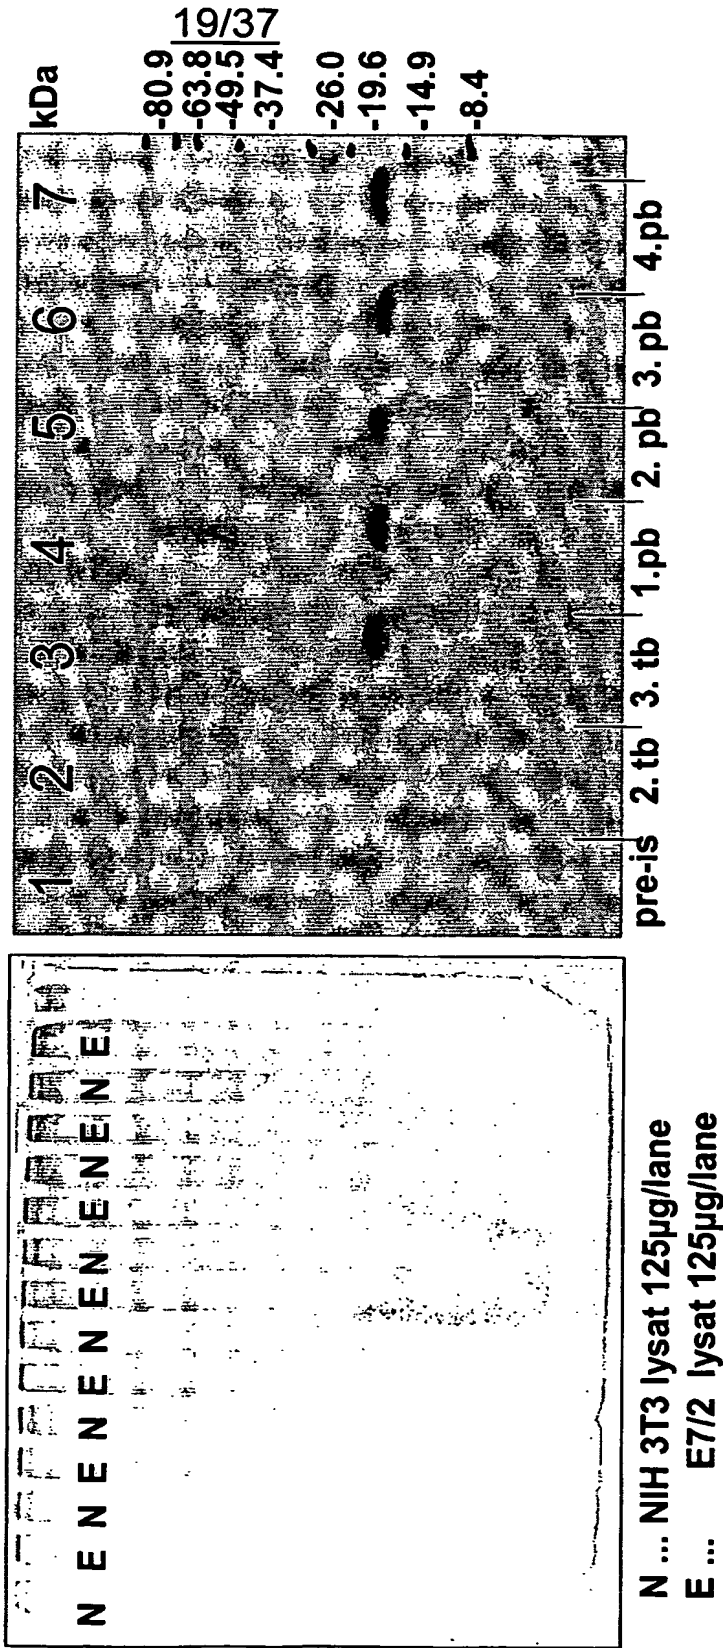 19/37
N E N E N E N E N E N E N E
N ... NIH 3T3 lysat 125µg/lane
E ... E7/2 lysat 125µg/lane
1 2 3 4 5 6 7
kDa
-80.9
-63.8
-49.5
-37.4
-26.0
-19.6
-14.9
-8.4
pre-is 2. tb 3. tb 1.pb 2. pb 3. pb 4.pb